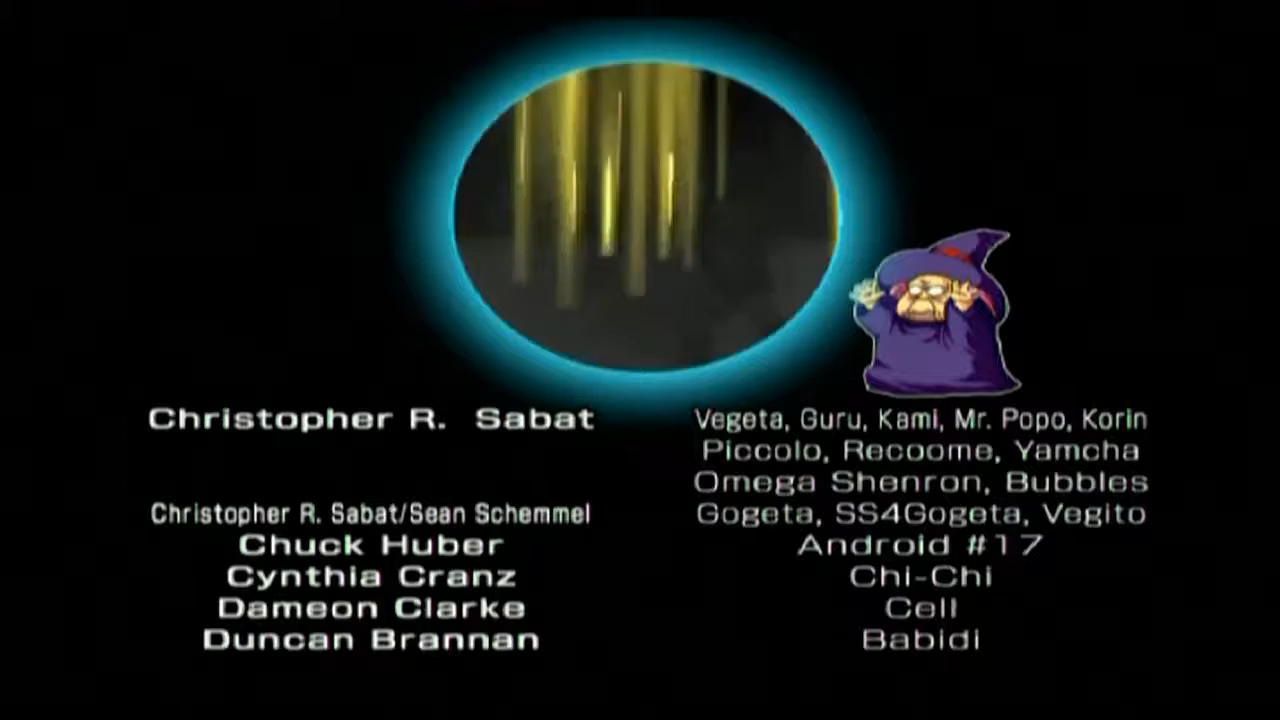 Christopher R. Sabat Vegeta, Guru, Kami, Mr. Popo, Korin
Piccolo, Recoome, Yamcha
Omega Shenron, Bubbles
Christopher R. Sabat/Sean Schemmel Gogeta, SS4Gogeta, Vegito
Chuck Huber Android #17
Cynthia Cranz Chi-Chi
Dameon Clarke Cell
Duncan Brannan Babidi